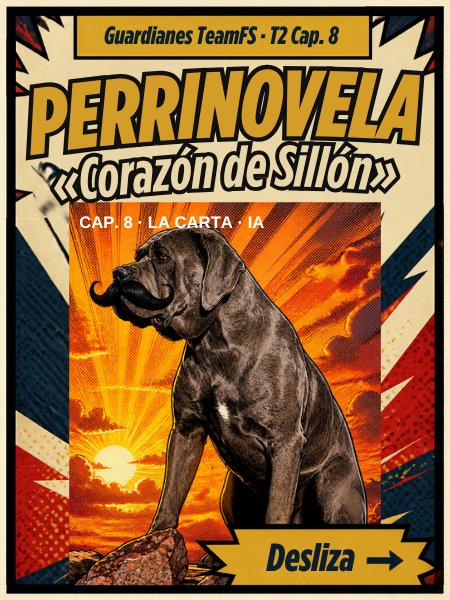 Guardianes TeamFS · T2 Cap. 8
PERRINOVELA
«Corazón de Sillón»
CAP. 8 · LA CARTA · IA
Desliza →